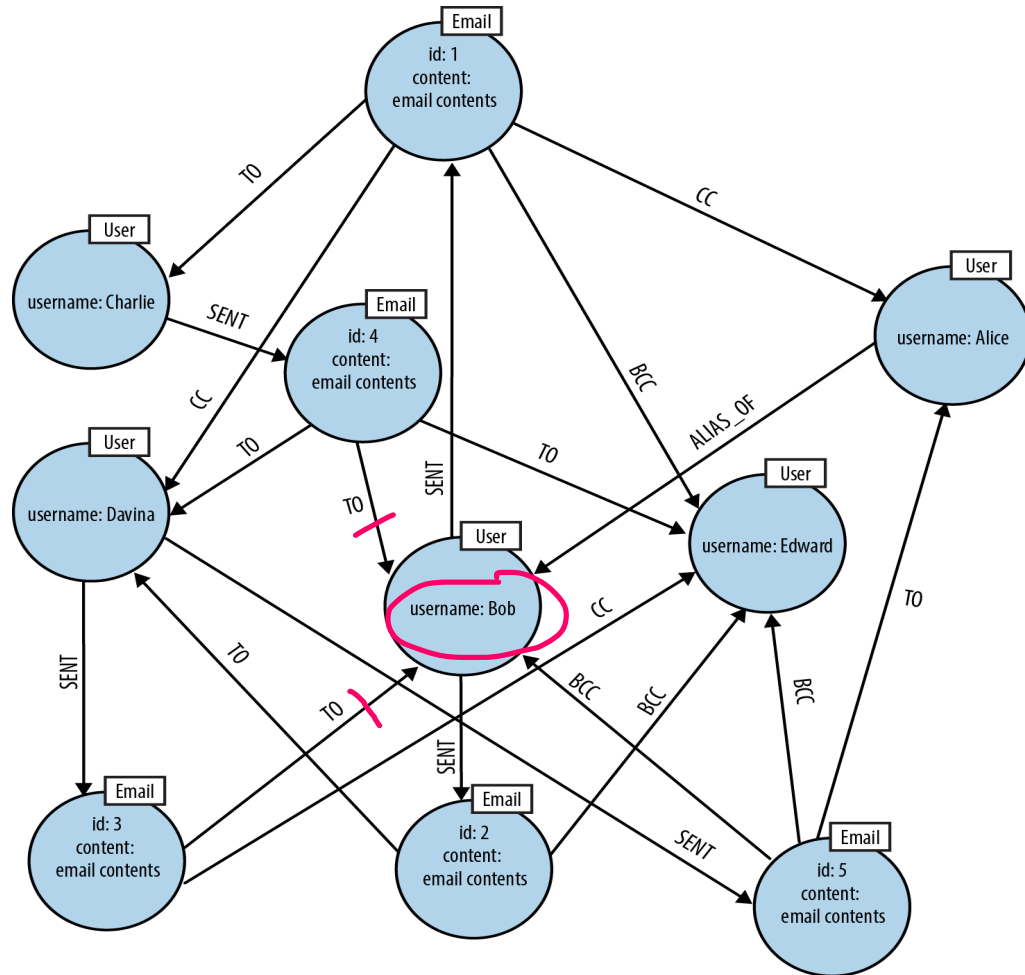 Email
id: 1
content:
email contents
TO
CC
User
username: Charlie
SENT
Email
id: 4
content:
email contents
User
username: Alice
CC
BCC
ALIAS_OF
SENT
User
username: Davina
TO
TO
TO
User
username: Bob
User
username: Edward
SENT
TO
TO
CC
SENT
BCC
BCC
BCC
TO
SENT
Email
id: 3
content:
email contents
Email
id: 2
content:
email contents
Email
id: 5
content:
email contents